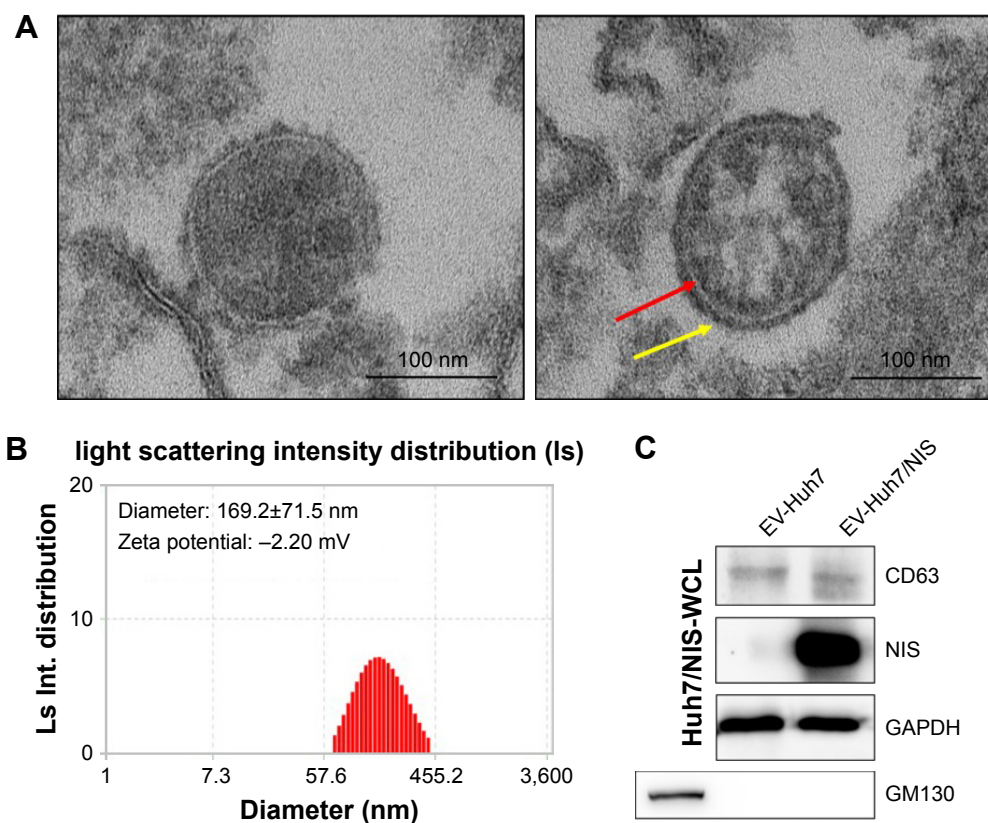 A
100 nm
100 nm
B
light scattering intensity distribution (ls)
Ls Int. distribution
20
10
0
Diameter: 169.2±71.5 nm
Zeta potential: –2.20 mV
1
7.3
57.6
455.2
3,600
Diameter (nm)
C
EV-Huh7
EV-Huh7/NIS
Huh7/NIS-WCL
CD63
NIS
GAPDH
GM130